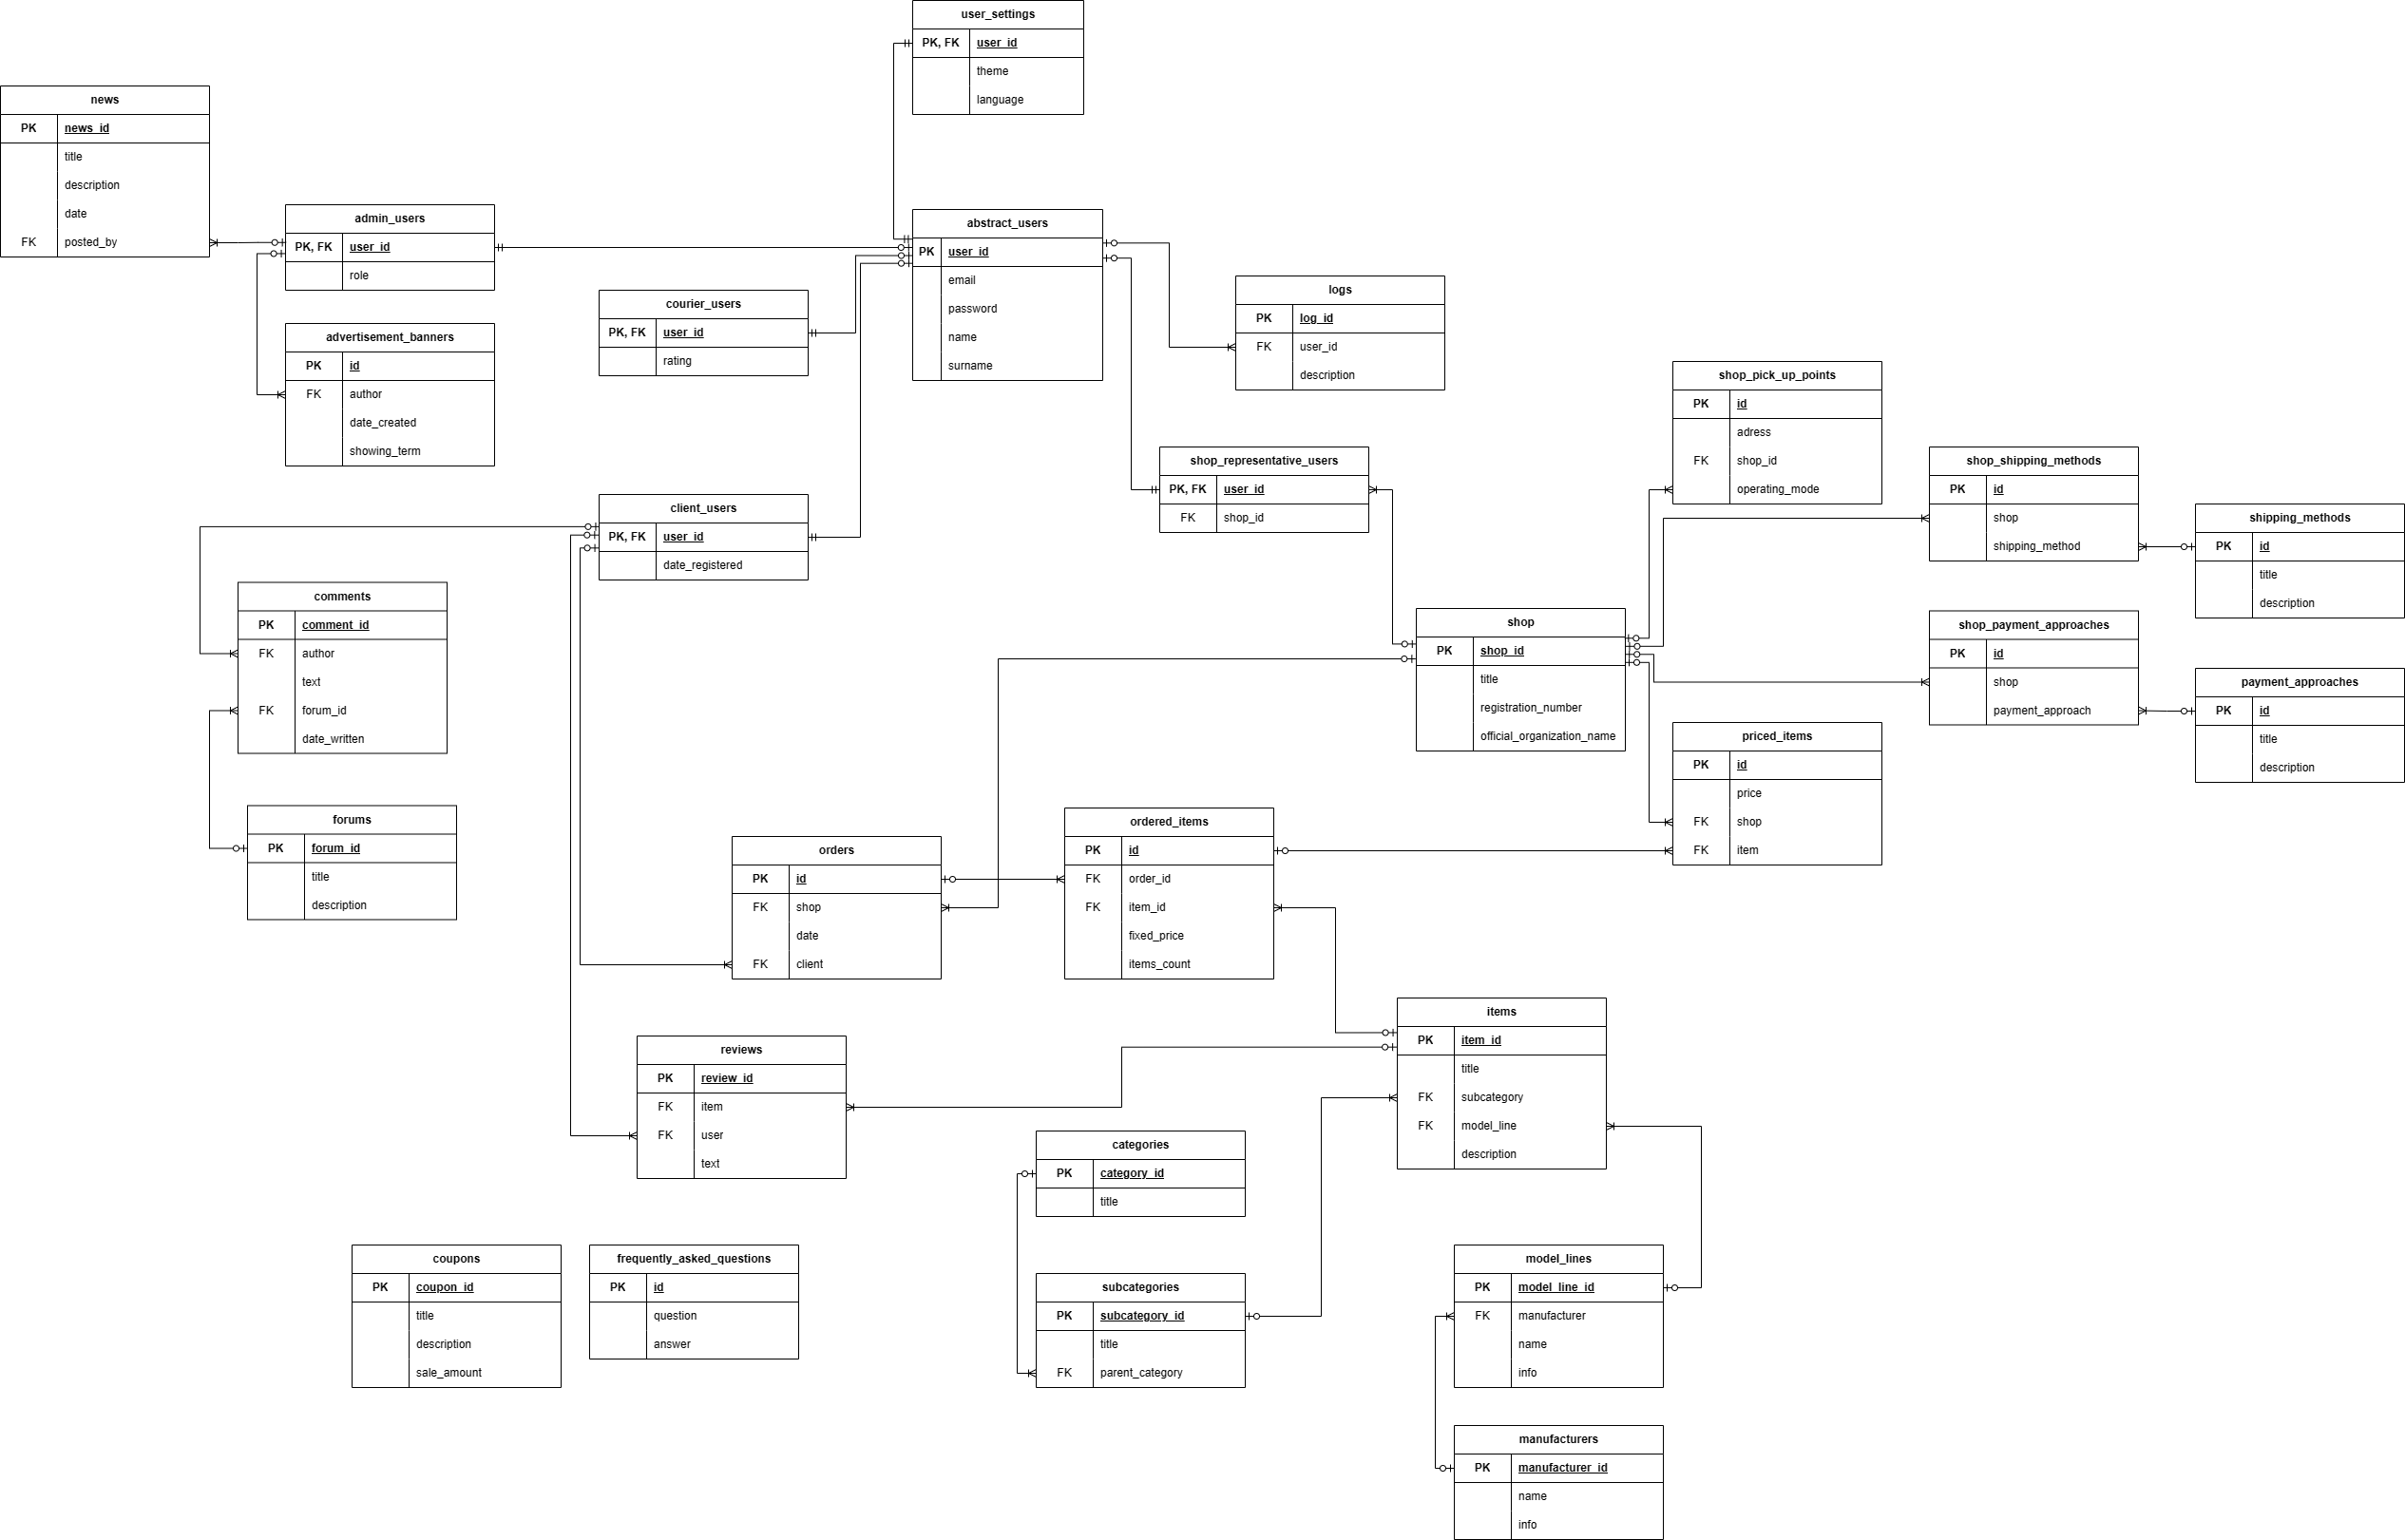 user_settings
PK, FK user_id
theme
language
news
PK news_id
title
description
date
FK posted_by
admin_users
PK, FK user_id
role
abstract_users
PK user_id
email
password
name
surname
courier_users
PK, FK user_id
rating
logs
PK log_id
FK user_id
description
advertisement_banners
PK id
FK author
date_created
showing_term
shop_pick_up_points
PK id
adress
FK shop_id
operating_mode
shop_representative_users
PK, FK user_id
FK shop_id
shop_shipping_methods
PK id
shop
shipping_method
shipping_methods
PK id
title
description
client_users
PK, FK user_id
date_registered
comments
PK comment_id
FK author
text
FK forum_id
date_written
shop
PK shop_id
title
registration_number
official_organization_name
shop_payment_approaches
PK id
shop
payment_approach
payment_approaches
PK id
title
description
priced_items
PK id
price
FK shop
FK item
forums
PK forum_id
title
description
orders
PK id
FK shop
date
FK client
ordered_items
PK id
FK order_id
FK item_id
fixed_price
items_count
items
PK item_id
title
FK subcategory
FK model_line
description
reviews
PK review_id
FK item
FK user
text
categories
PK category_id
title
coupons
PK coupon_id
title
description
sale_amount
frequently_asked_questions
PK id
question
answer
subcategories
PK subcategory_id
title
FK parent_category
model_lines
PK model_line_id
FK manufacturer
name
info
manufacturers
PK manufacturer_id
name
info